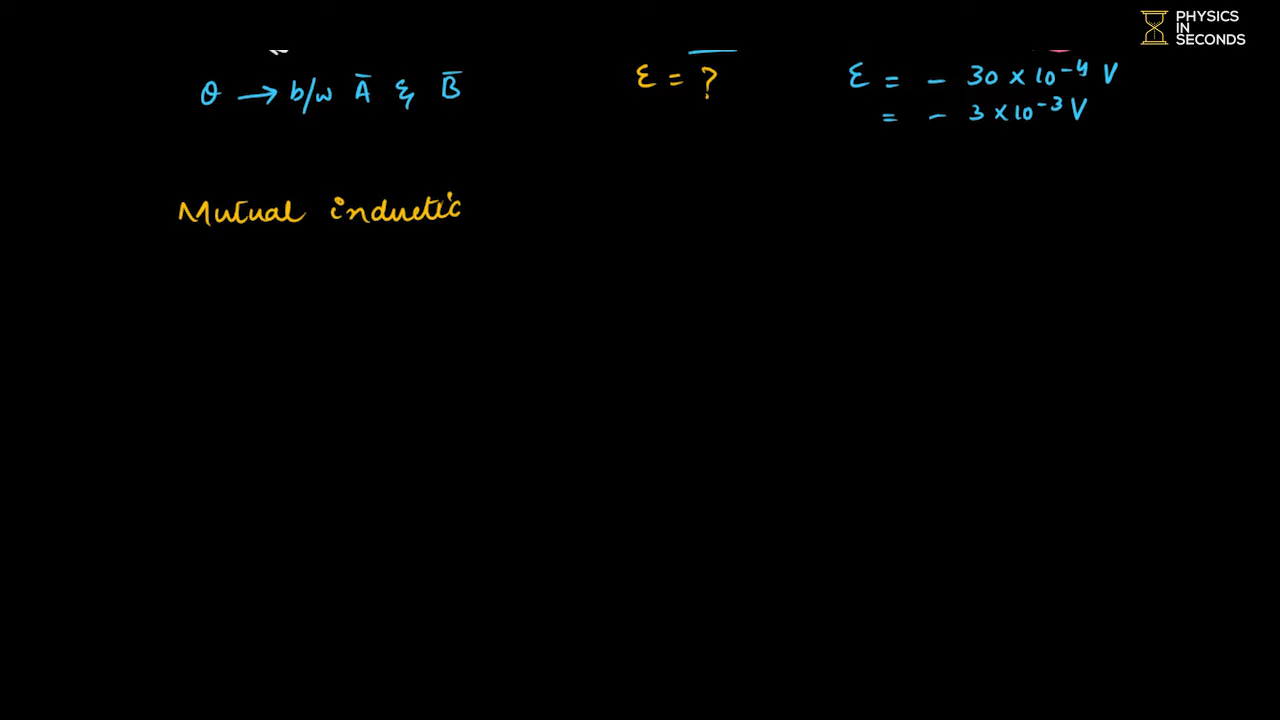 PHYSICS
IN
SECONDS
θ → b/w A̅ & B̅
ε = ?
ε = - 30 × 10⁻⁴ V
= - 3 × 10⁻³ V
Mutual inductic